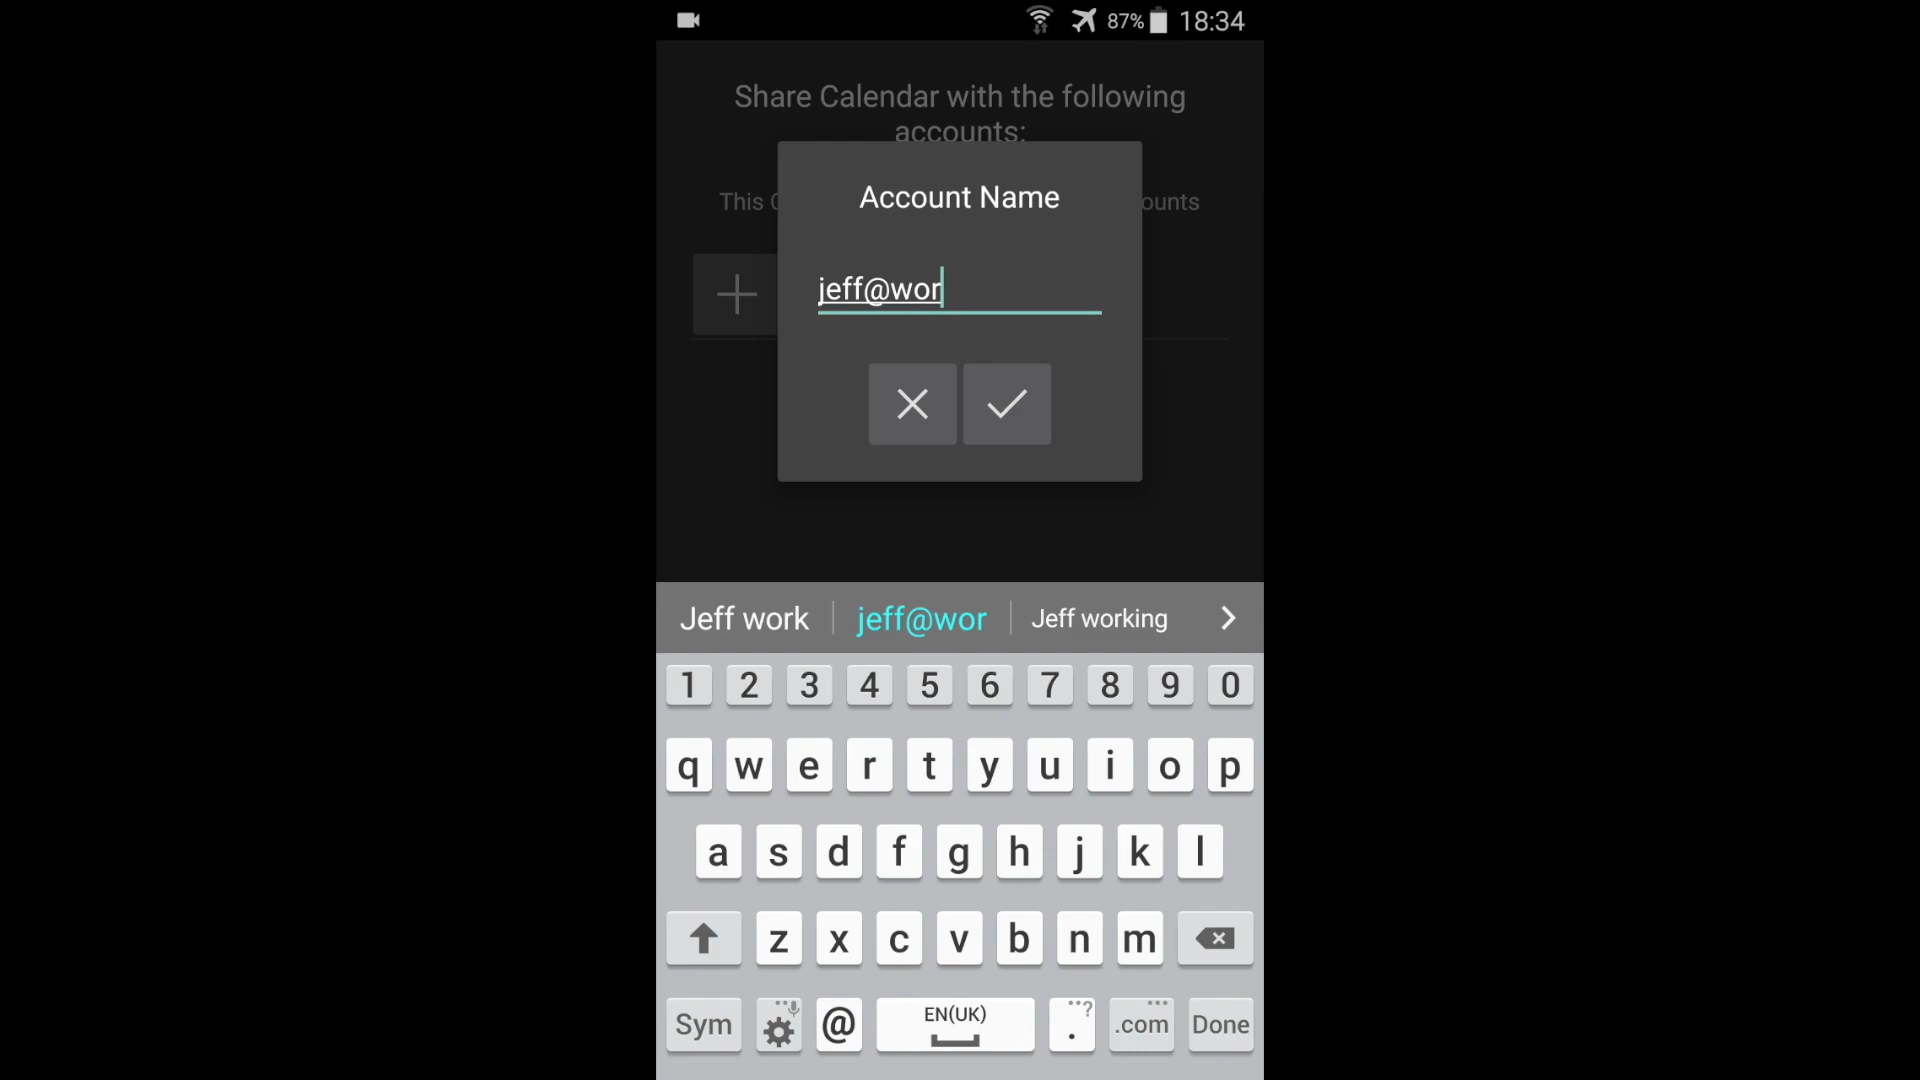 87% 18:34
Share Calendar with the following
accounts:
Account Name
This C
ounts
jeff@wor
Jeff work jeff@wor Jeff working
1 2 3 4 5 6 7 8 9 0
q w e r t y u i o p
a s d f g h j k l
z x c v b n m
Sym @ EN(UK) . ? .com Done